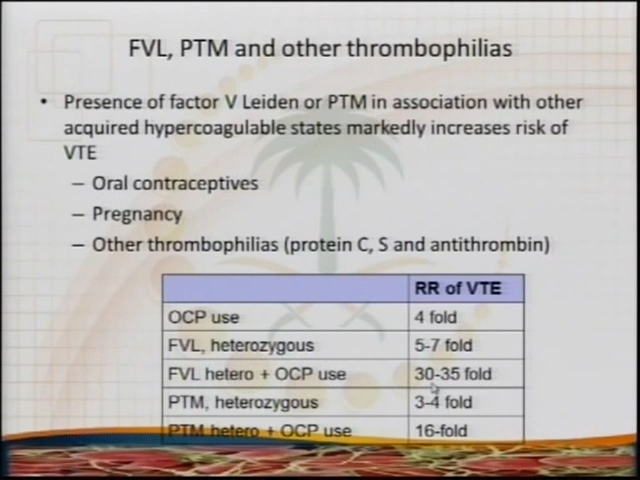 FVL, PTM and other thrombophilias
• Presence of factor V Leiden or PTM in association with other
acquired hypercoagulable states markedly increases risk of
VTE
– Oral contraceptives
– Pregnancy
– Other thrombophilias (protein C, S and antithrombin)
RR of VTE
OCP use 4 fold
FVL, heterozygous 5-7 fold
FVL hetero + OCP use 30-35 fold
PTM, heterozygous 3-4 fold
PTM hetero + OCP use 16-fold